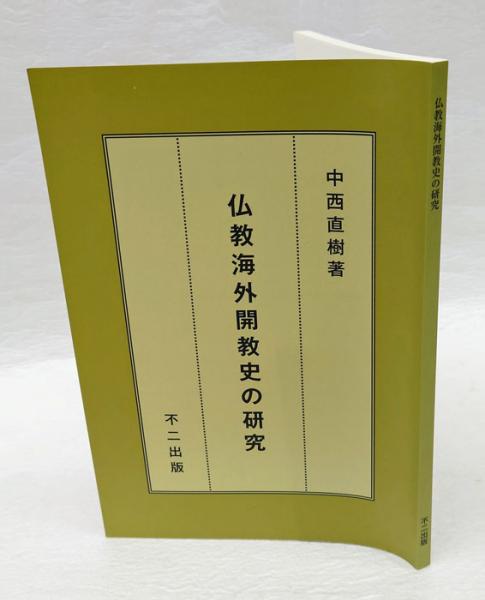 中西直樹著
仏教海外開教史の研究
不二出版
仏教海外開教史の研究
不二出版